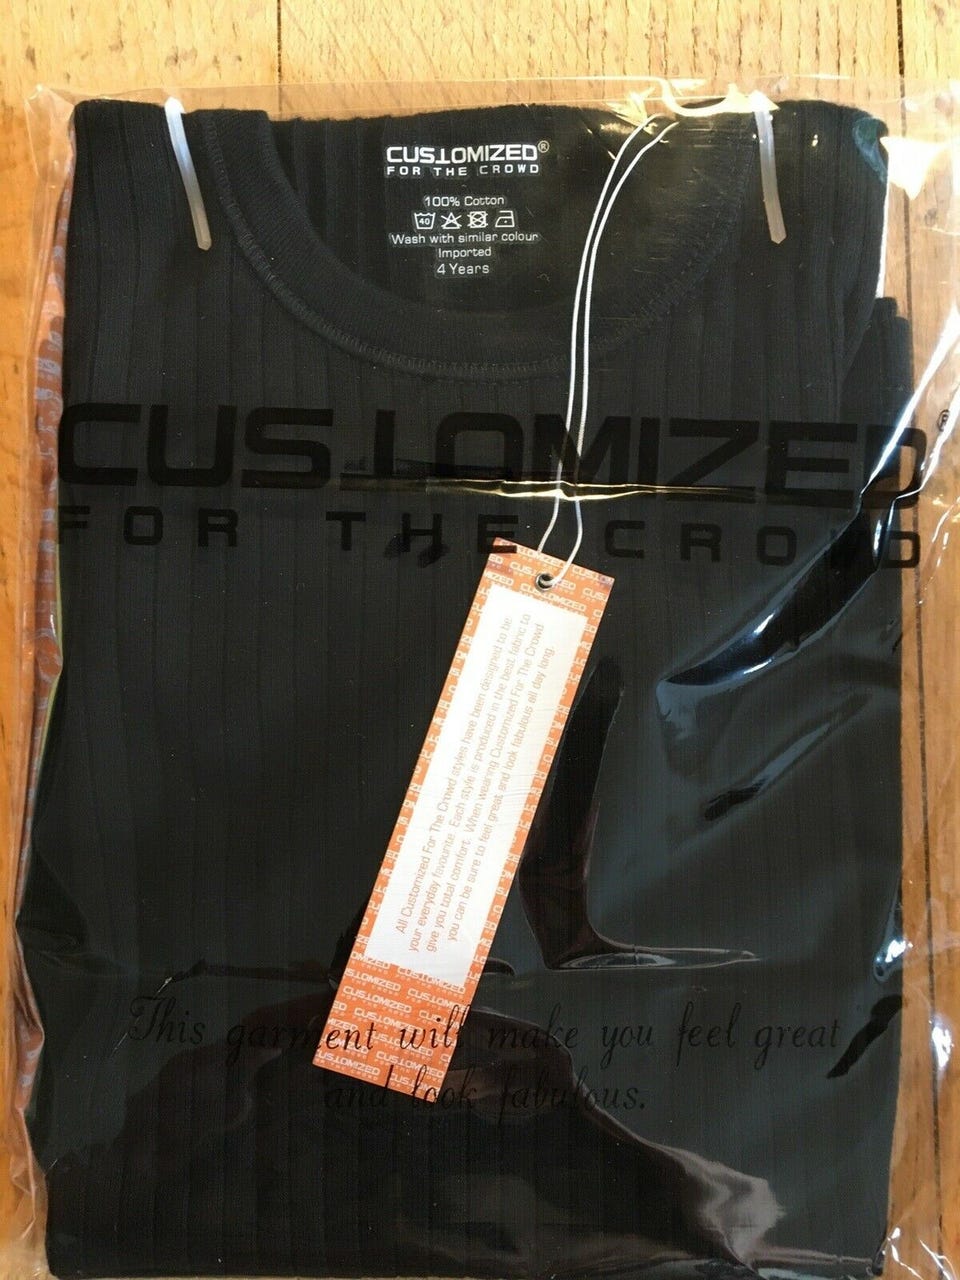 CUSTOMIZED®
FOR THE CROWD
100% Cotton
40
Wash with similar colour
Imported
4 Years
CUSTOMIZED®
FOR THE CROWD
All Customized For The Crowd styles have been designed to be
your everyday favourite. Each style is produced in the best fabric to
give you total comfort. When wearing Customized For The Crowd
you can be sure to feel great and look fabulous all day long.
This garment will make you feel great
and look fabulous.